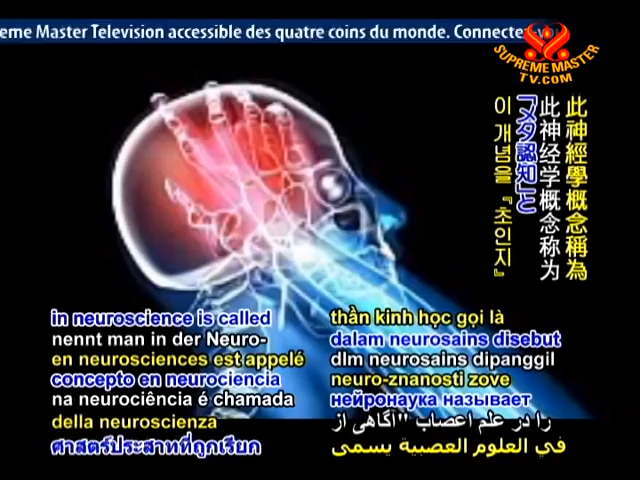 eme Master Television accessible des quatre coins du monde. Connectez-vou
SUPREME MASTER
TV.COM
此神經學概念稱為
此神经学概念称为
「メタ認知」と
이 개념을 『초인지』
in neuroscience is called
nennt man in der Neuro-
en neurosciences est appelé
concepto en neurociencia
na neurociência é chamada
della neuroscienza
ศาสตร์ประสาทที่ถูกเรียก
thần kinh học gọi là
dalam neurosains disebut
dlm neurosains dipanggil
neuro-znanosti zove
нейронаука называет
را در علم اعصاب "آگاهی از
في العلوم العصبية يسمى